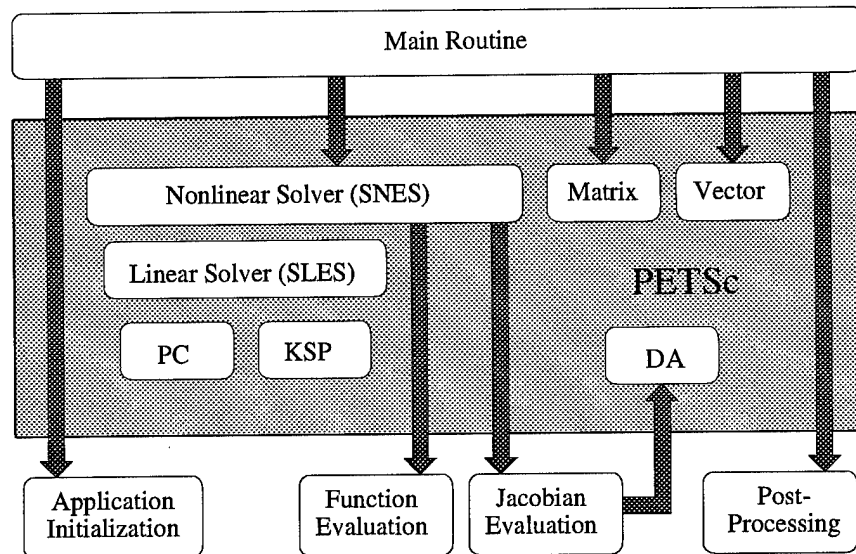 Main Routine
Nonlinear Solver (SNES)
Matrix
Vector
Linear Solver (SLES)
PETSc
PC
KSP
DA
Application
Initialization
Function
Evaluation
Jacobian
Evaluation
Post-
Processing